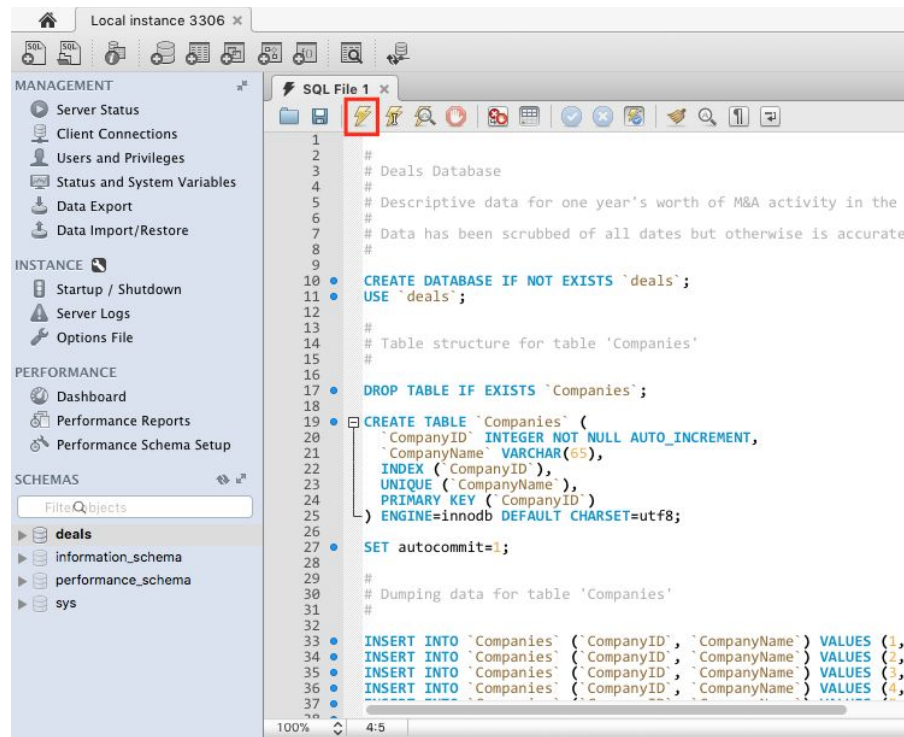 Local instance 3306
SQL
SQL
MANAGEMENT
Server Status
Client Connections
Users and Privileges
Status and System Variables
Data Export
Data Import/Restore
INSTANCE
Startup / Shutdown
Server Logs
Options File
PERFORMANCE
Dashboard
Performance Reports
Performance Schema Setup
SCHEMAS
Filter objects
deals
information_schema
performance_schema
sys
SQL File 1
1
2 #
3 # Deals Database
4 #
5 # Descriptive data for one year's worth of M&A activity in the
6 #
7 # Data has been scrubbed of all dates but otherwise is accurate
8 #
9
10 CREATE DATABASE IF NOT EXISTS `deals`;
11 USE `deals`;
12
13 #
14 # Table structure for table 'Companies'
15 #
16
17 DROP TABLE IF EXISTS `Companies`;
18
19 CREATE TABLE `Companies` (
20 `CompanyID` INTEGER NOT NULL AUTO_INCREMENT,
21 `CompanyName` VARCHAR(65),
22 INDEX (`CompanyID`),
23 UNIQUE (`CompanyName`),
24 PRIMARY KEY (`CompanyID`)
25 ) ENGINE=innodb DEFAULT CHARSET=utf8;
26
27 SET autocommit=1;
28
29 #
30 # Dumping data for table 'Companies'
31 #
32
33 INSERT INTO `Companies` (`CompanyID`, `CompanyName`) VALUES (1,
34 INSERT INTO `Companies` (`CompanyID`, `CompanyName`) VALUES (2,
35 INSERT INTO `Companies` (`CompanyID`, `CompanyName`) VALUES (3,
36 INSERT INTO `Companies` (`CompanyID`, `CompanyName`) VALUES (4,
37
100% 4:5